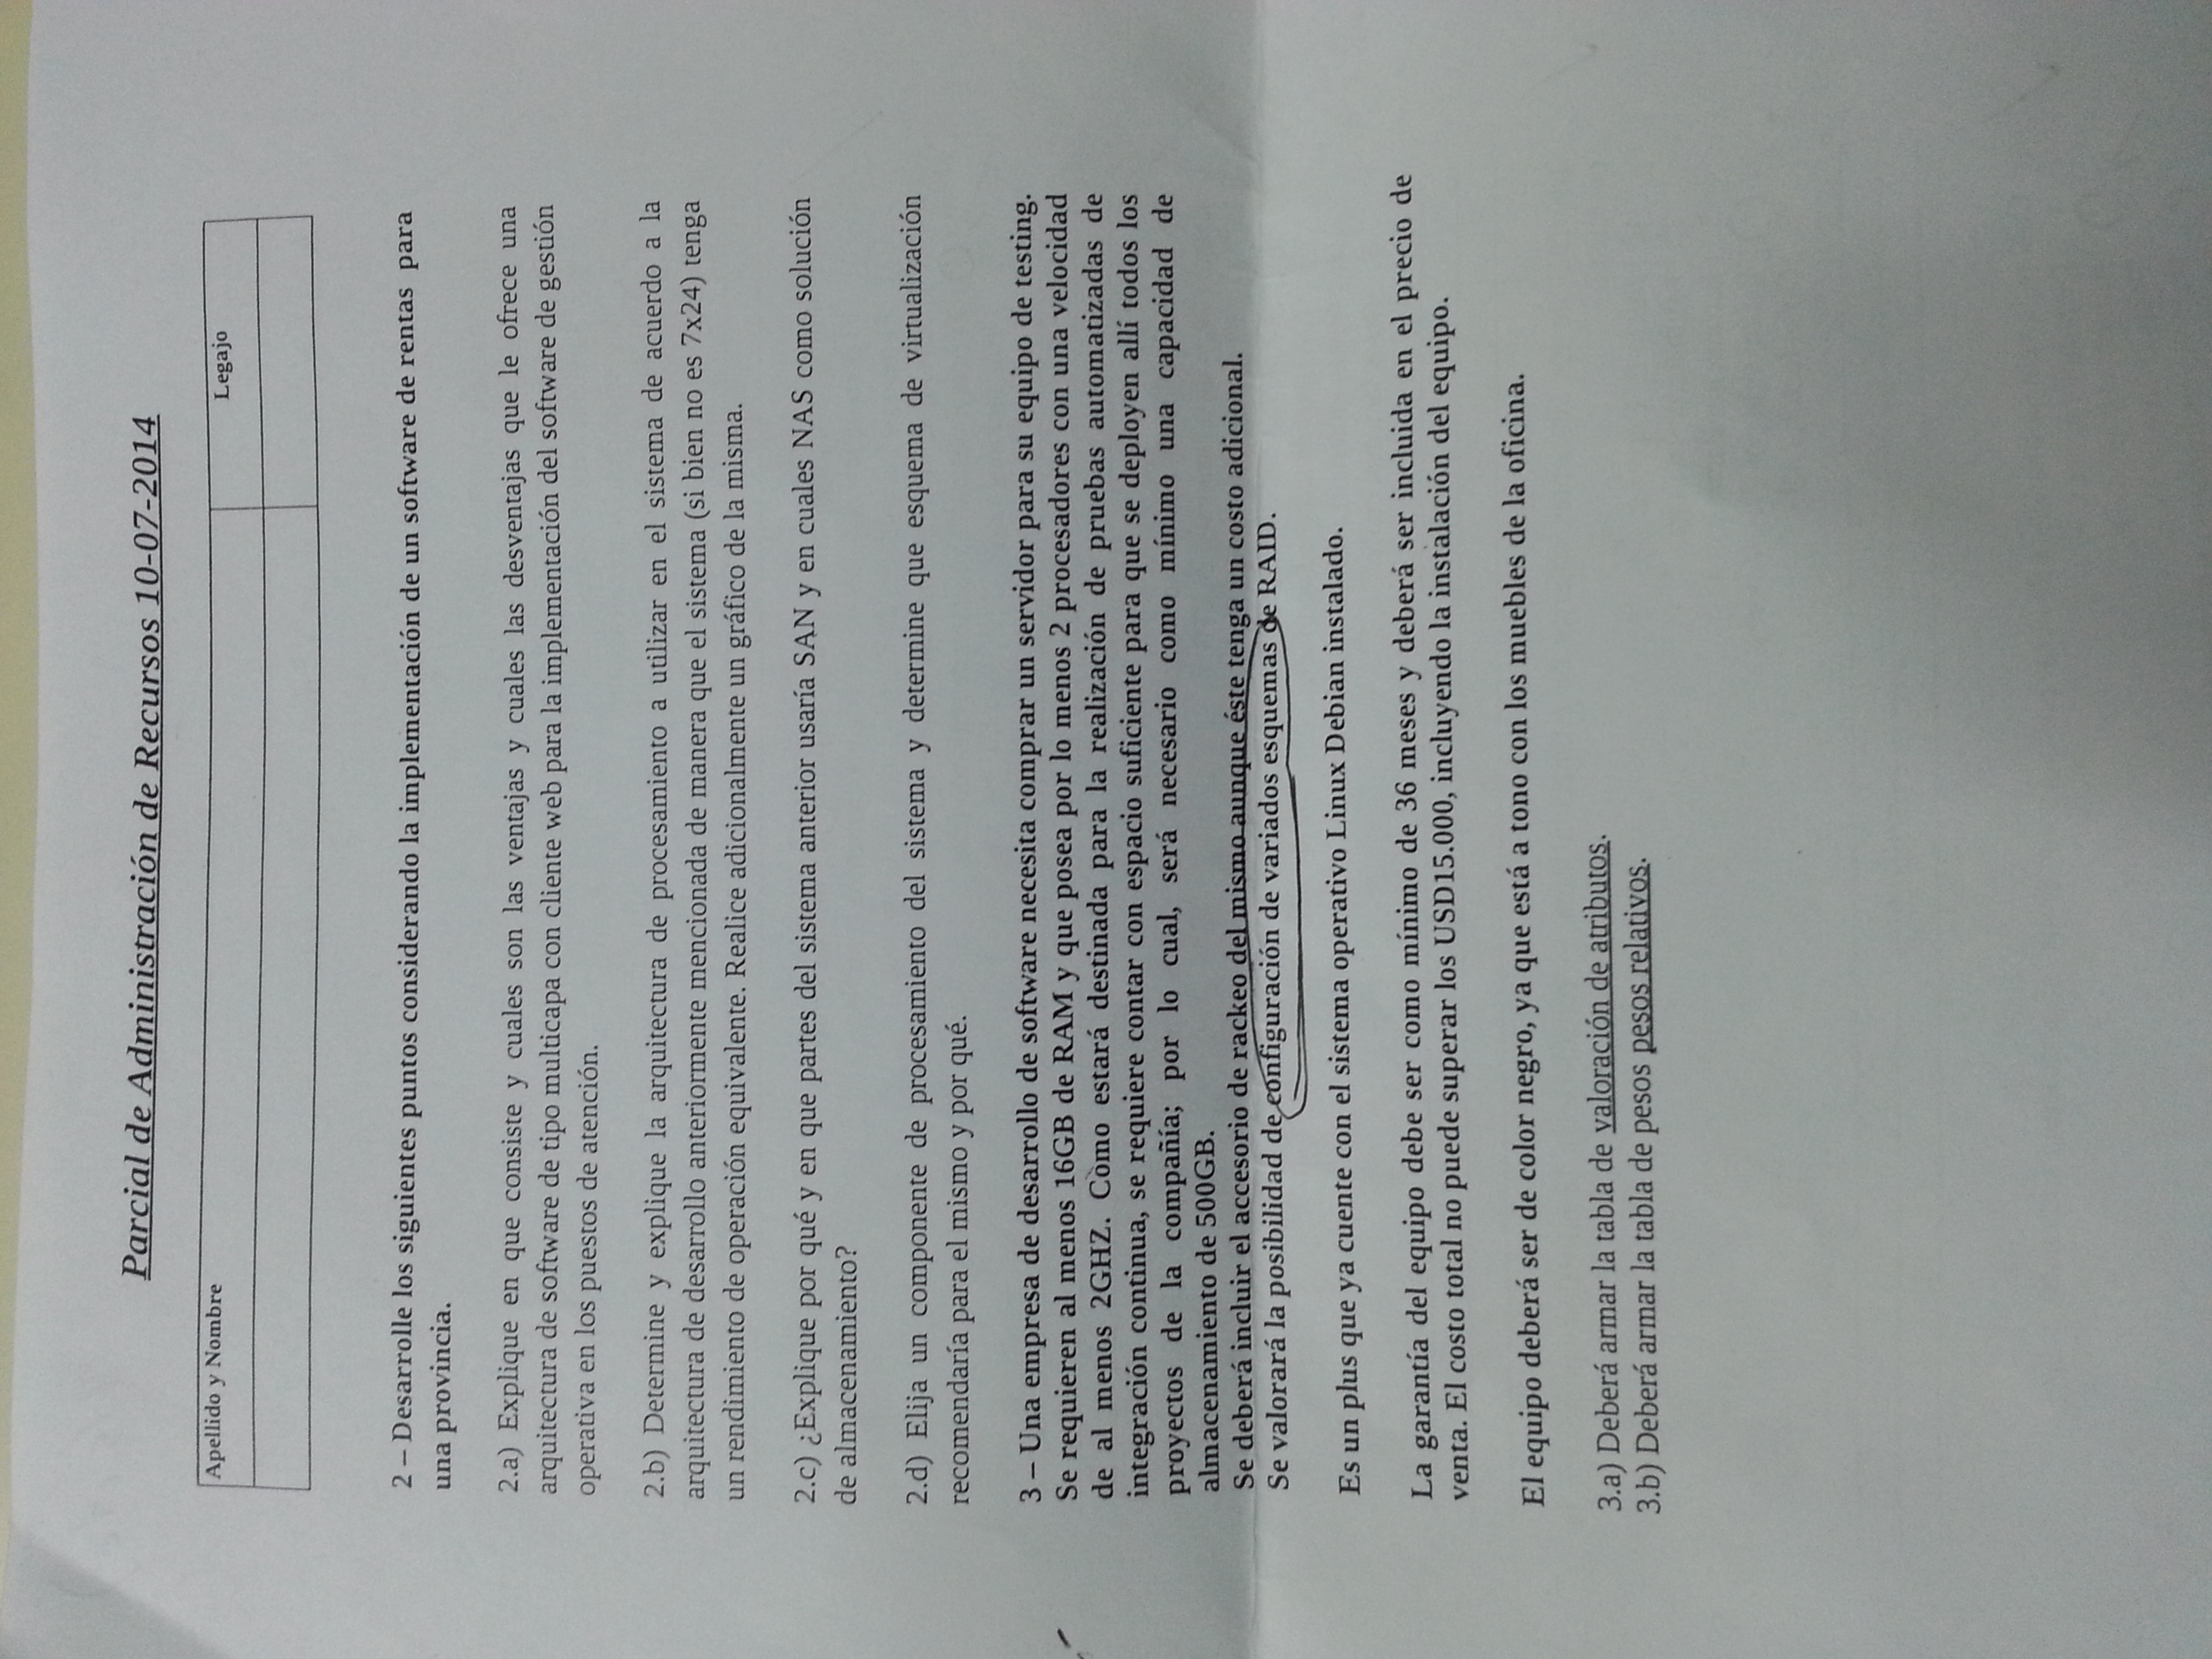 Parcial de Administración de Recursos 10-07-2014
Apellido y Nombre
Legajo
2 – Desarrolle los siguientes puntos considerando la implementación de un software de rentas para
una provincia.
2.a) Explique en que consiste y cuales son las ventajas y cuales las desventajas que le ofrece una
arquitectura de software de tipo multicapa con cliente web para la implementación del software de gestión
operativa en los puestos de atención.
2.b) Determine y explique la arquitectura de procesamiento a utilizar en el sistema de acuerdo a la
arquitectura de desarrollo anteriormente mencionada de manera que el sistema (si bien no es 7x24) tenga
un rendimiento de operación equivalente. Realice adicionalmente un gráfico de la misma.
2.c) ¿Explique por qué y en que partes del sistema anterior usaría SAN y en cuales NAS como solución
de almacenamiento?
2.d) Elija un componente de procesamiento del sistema y determine que esquema de virtualización
recomendaría para el mismo y por qué.
3 – Una empresa de desarrollo de software necesita comprar un servidor para su equipo de testing.
Se requieren al menos 16GB de RAM y que posea por lo menos 2 procesadores con una velocidad
de al menos 2GHZ. Còmo estará destinada para la realización de pruebas automatizadas de
integración continua, se requiere contar con espacio suficiente para que se deployen allí todos los
proyectos de la compañía; por lo cual, será necesario como mínimo una capacidad de
almacenamiento de 500GB.
Se deberá incluir el accesorio de rackeo del mismo aunque éste tenga un costo adicional.
Se valorará la posibilidad de configuración de variados esquemas de RAID.
Es un plus que ya cuente con el sistema operativo Linux Debian instalado.
La garantía del equipo debe ser como mínimo de 36 meses y deberá ser incluida en el precio de
venta. El costo total no puede superar los USD15.000, incluyendo la instalación del equipo.
El equipo deberá ser de color negro, ya que está a tono con los muebles de la oficina.
3.a) Deberá armar la tabla de valoración de atributos.
3.b) Deberá armar la tabla de pesos pesos relativos.